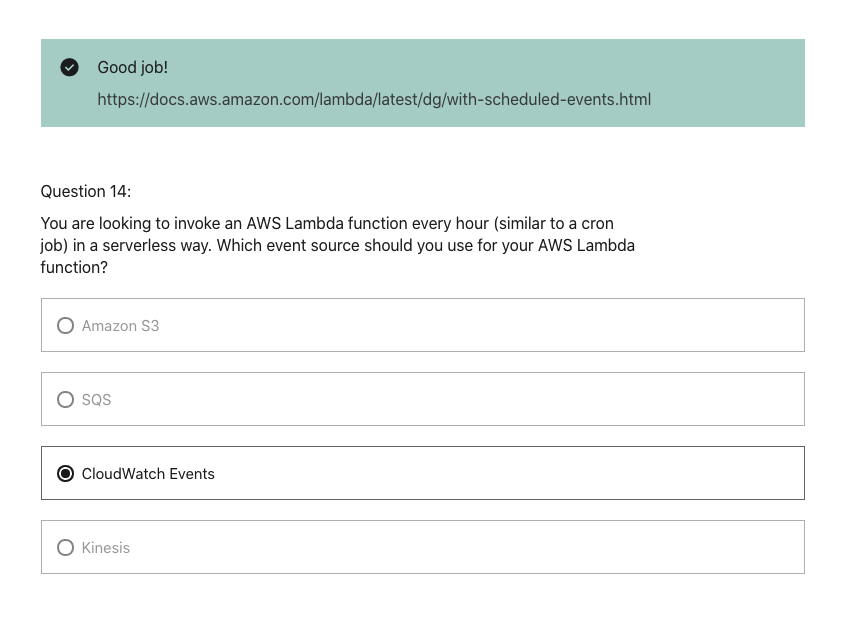 Good job!
https://docs.aws.amazon.com/lambda/latest/dg/with-scheduled-events.html
Question 14:
You are looking to invoke an AWS Lambda function every hour (similar to a cron
job) in a serverless way. Which event source should you use for your AWS Lambda
function?
Amazon S3
SQS
CloudWatch Events
Kinesis